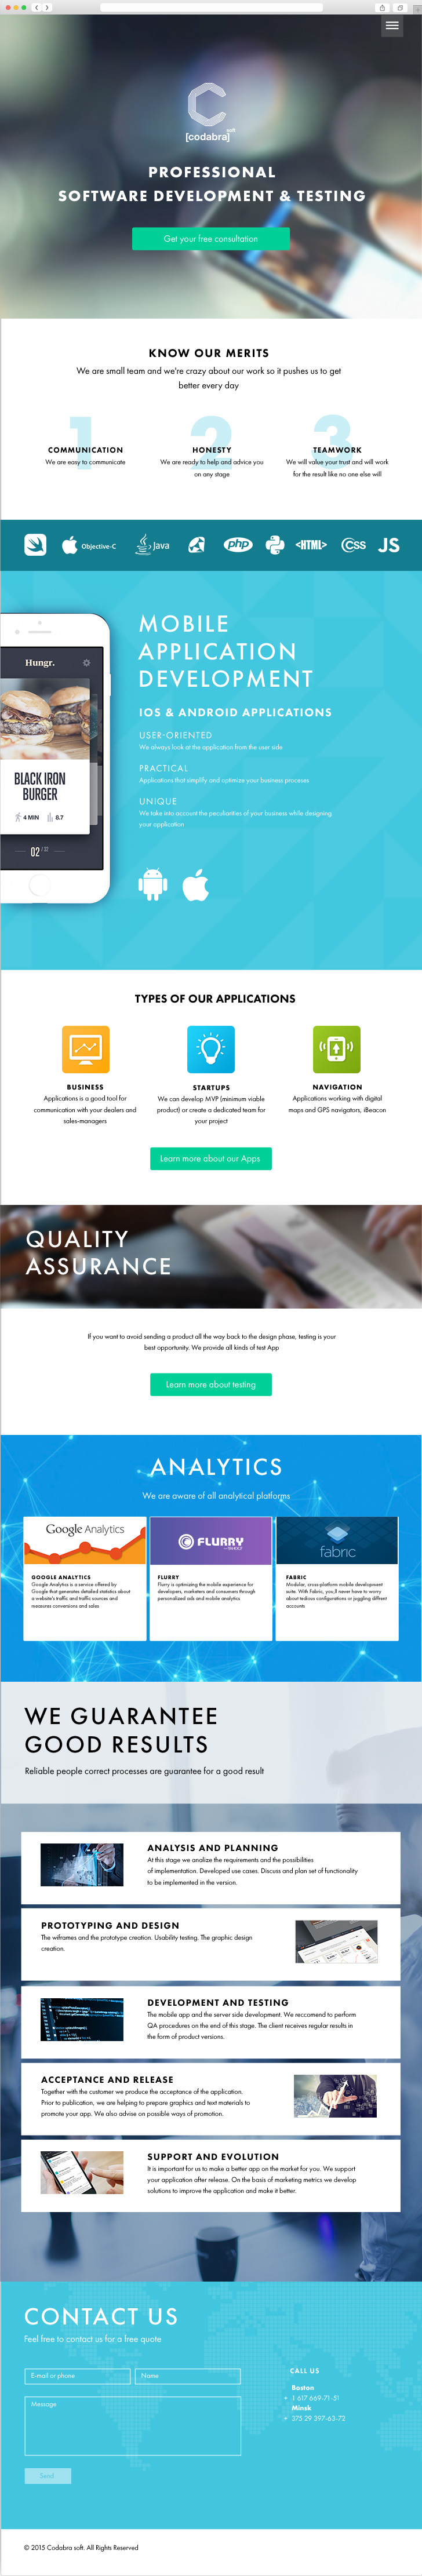 [codabra]
soft
PROFESSIONAL
SOFTWARE DEVELOPMENT & TESTING
Get your free consultation
KNOW OUR MERITS
We are small team and we're crazy about our work so it pushes us to get
better every day
1
COMMUNICATION
We are easy to communicate
2
HONESTY
We are ready to help and advice you
on any stage
3
TEAMWORK
We will value your trust and will work
for the result like no one else will
Objective-C
Java
php
<HTML>
CSS
JS
Hungr.
BLACK IRON
BURGER
4 MIN
8.7
02 / 32
MOBILE
APPLICATION
DEVELOPMENT
IOS & ANDROID APPLICATIONS
USER-ORIENTED
We always look at the application from the user side
PRACTICAL
Applications that simplify and optimize your business proceses
UNIQUE
We take into account the peculiarities of your business while designing
your application
TYPES OF OUR APPLICATIONS
BUSINESS
Applications is a good tool for
communication with your dealers and
sales-managers
STARTUPS
We can develop MVP (minimum viable
product) or create a dedicated team for
your project
NAVIGATION
Applications working with digital
maps and GPS navigators, iBeacon
Learn more about our Apps
QUALITY
ASSURANCE
If you want to avoid sending a product all the way back to the design phase, testing is your
best opportunity. We provide all kinds of test App
Learn more about testing
ANALYTICS
We are aware of all analytical platforms
Google Analytics
GOOGLE ANALYTICS
Google Analytics is a service offered by
Google that generates detailed statistics about
a website's traffic and traffic sources and
measures conversions and sales
FLURRY
from YAHOO!
FLURRY
Flurry is optimizing the mobile experience for
developers, marketers and consumers through
personalized ads and mobile analytics
fabric
FABRIC
Modular, cross-platform mobile development
suite. With Fabric, you'll never have to worry
about tedious configurations or juggling diffrent
accounts
WE GUARANTEE
GOOD RESULTS
Reliable people correct processes are guarantee for a good result
ANALYSIS AND PLANNING
At this stage we analize the requirements and the possibilities
of implementation. Developed use cases. Discuss and plan set of functionality
to be implemented in the version.
PROTOTYPING AND DESIGN
The wiframes and the prototype creation. Usability testing. The graphic design
creation.
DEVELOPMENT AND TESTING
The mobile app and the server side development. We reccomend to perform
QA procedures on the end of this stage. The client receives regular results in
the form of product versions.
ACCEPTANCE AND RELEASE
Together with the customer we produce the acceptance of the application.
Prior to publication, we are helping to prepare graphics and text materials to
promote your app. We also advise on possible ways of promotion.
SUPPORT AND EVOLUTION
It is important for us to make a better app on the market for you. We support
your application after release. On the basis of marketing metrics we develop
solutions to improve the application and make it better.
CONTACT US
Feel free to contact us for a free quote
E-mail or phone
Name
Message
Send
CALL US
Boston
+ 1 617 669-71-51
Minsk
+ 375 29 397-63-72
© 2015 Codabra soft. All Rights Reserved